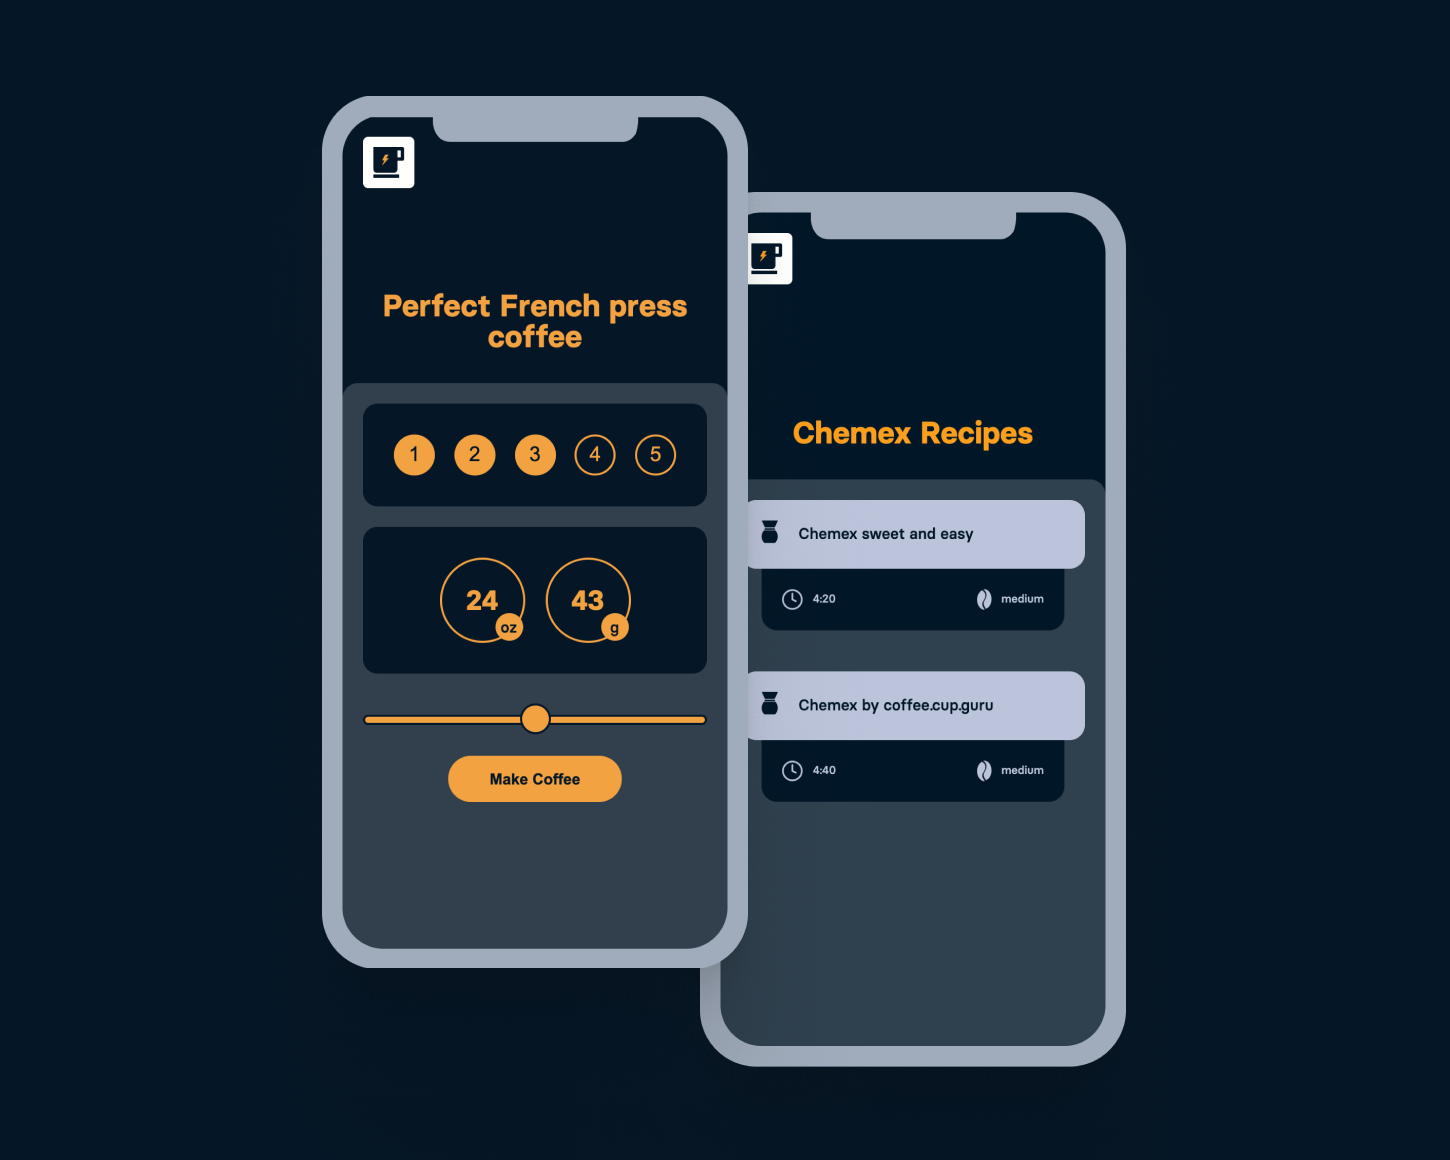 Perfect French press
coffee
1 2 3 4 5
24 oz 43 g
Make Coffee
Chemex Recipes
Chemex sweet and easy
4:20 medium
Chemex by coffee.cup.guru
4:40 medium